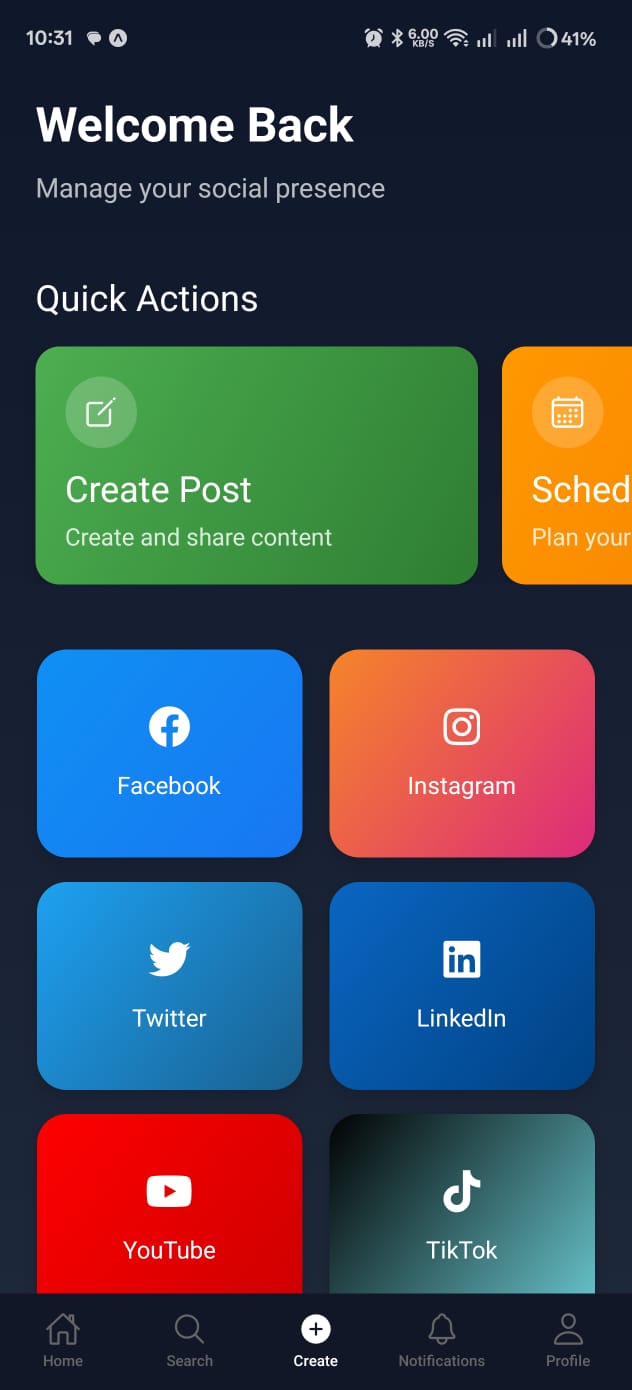 10:31
6.00
KB/S
41%
Welcome Back
Manage your social presence
Quick Actions
Create Post
Create and share content
Sched
Plan your
Facebook
Instagram
Twitter
LinkedIn
YouTube
TikTok
Home
Search
Create
Notifications
Profile